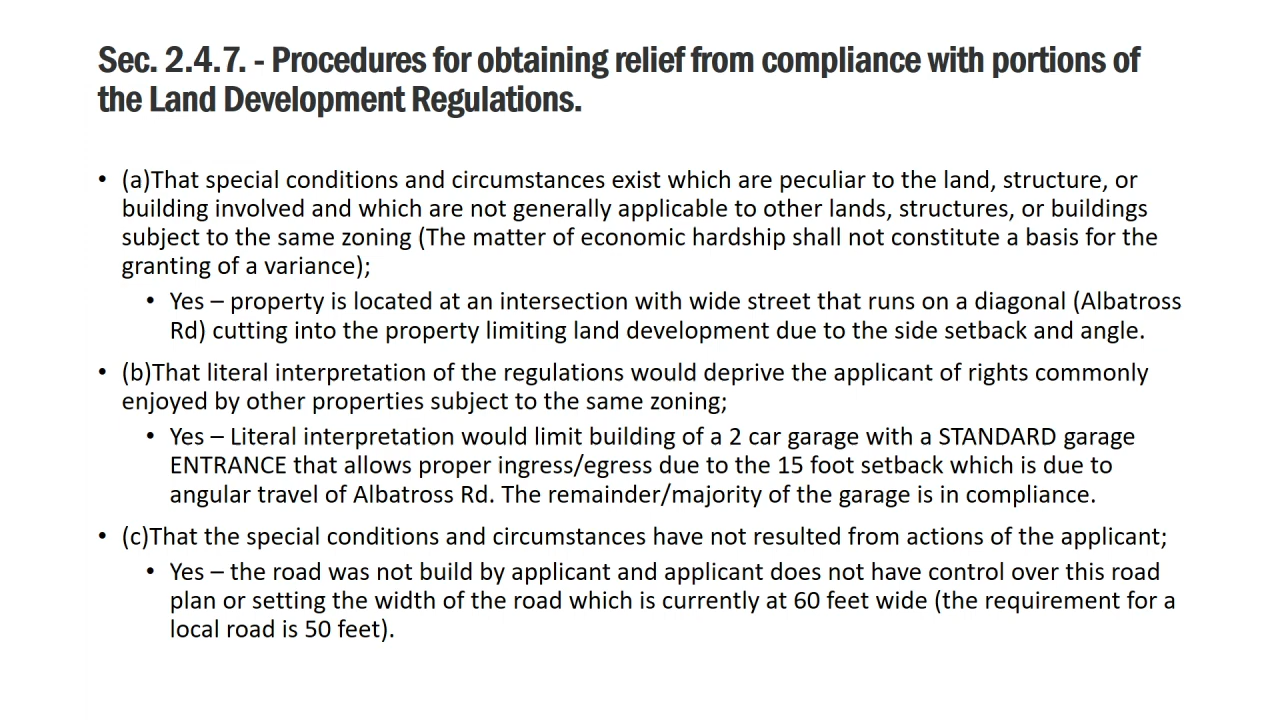 Sec. 2.4.7. - Procedures for obtaining relief from compliance with portions of
the Land Development Regulations.
• (a)That special conditions and circumstances exist which are peculiar to the land, structure, or
building involved and which are not generally applicable to other lands, structures, or buildings
subject to the same zoning (The matter of economic hardship shall not constitute a basis for the
granting of a variance);
• Yes – property is located at an intersection with wide street that runs on a diagonal (Albatross
Rd) cutting into the property limiting land development due to the side setback and angle.
• (b)That literal interpretation of the regulations would deprive the applicant of rights commonly
enjoyed by other properties subject to the same zoning;
• Yes – Literal interpretation would limit building of a 2 car garage with a STANDARD garage
ENTRANCE that allows proper ingress/egress due to the 15 foot setback which is due to
angular travel of Albatross Rd. The remainder/majority of the garage is in compliance.
• (c)That the special conditions and circumstances have not resulted from actions of the applicant;
• Yes – the road was not build by applicant and applicant does not have control over this road
plan or setting the width of the road which is currently at 60 feet wide (the requirement for a
local road is 50 feet).